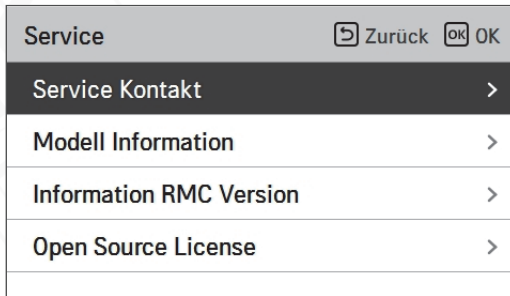 Service Zurück OK OK
Service Kontakt >
Modell Information >
Information RMC Version >
Open Source License >